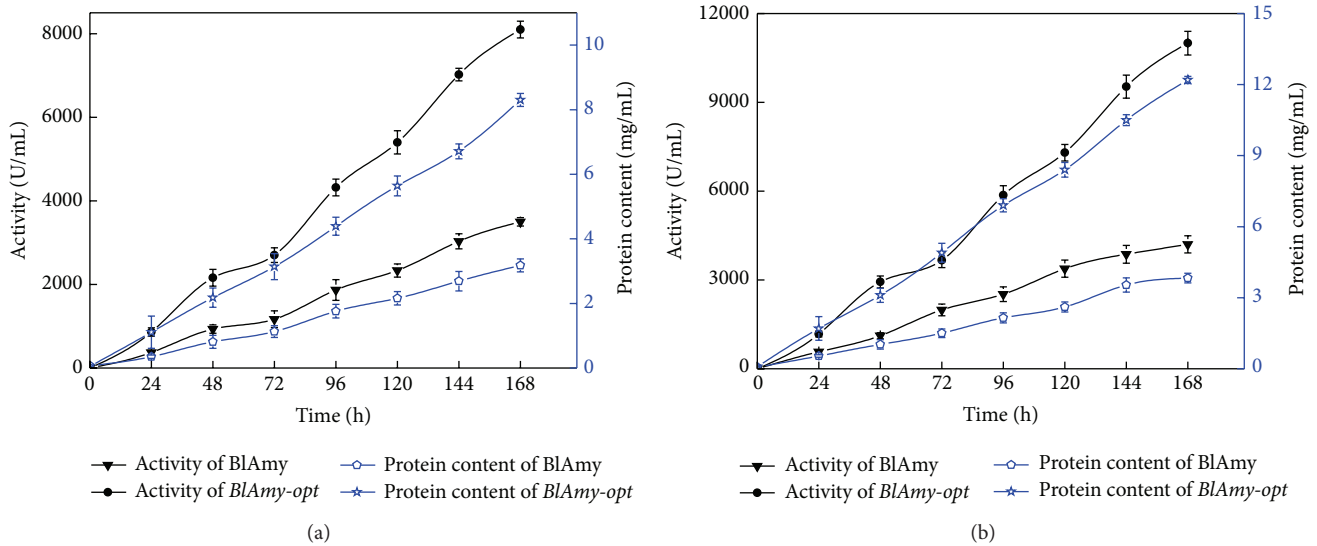 8000
6000
4000
2000
0
Activity (U/mL)
10
8
6
4
2
0
Protein content (mg/mL)
0 24 48 72 96 120 144 168
Time (h)
Activity of BlAmy
Activity of BlAmy-opt
Protein content of BlAmy
Protein content of BlAmy-opt
(a)
12000
9000
6000
3000
0
Activity (U/mL)
15
12
9
6
3
0
Protein content (mg/mL)
0 24 48 72 96 120 144 168
Time (h)
Activity of BlAmy
Activity of BlAmy-opt
Protein content of BlAmy
Protein content of BlAmy-opt
(b)